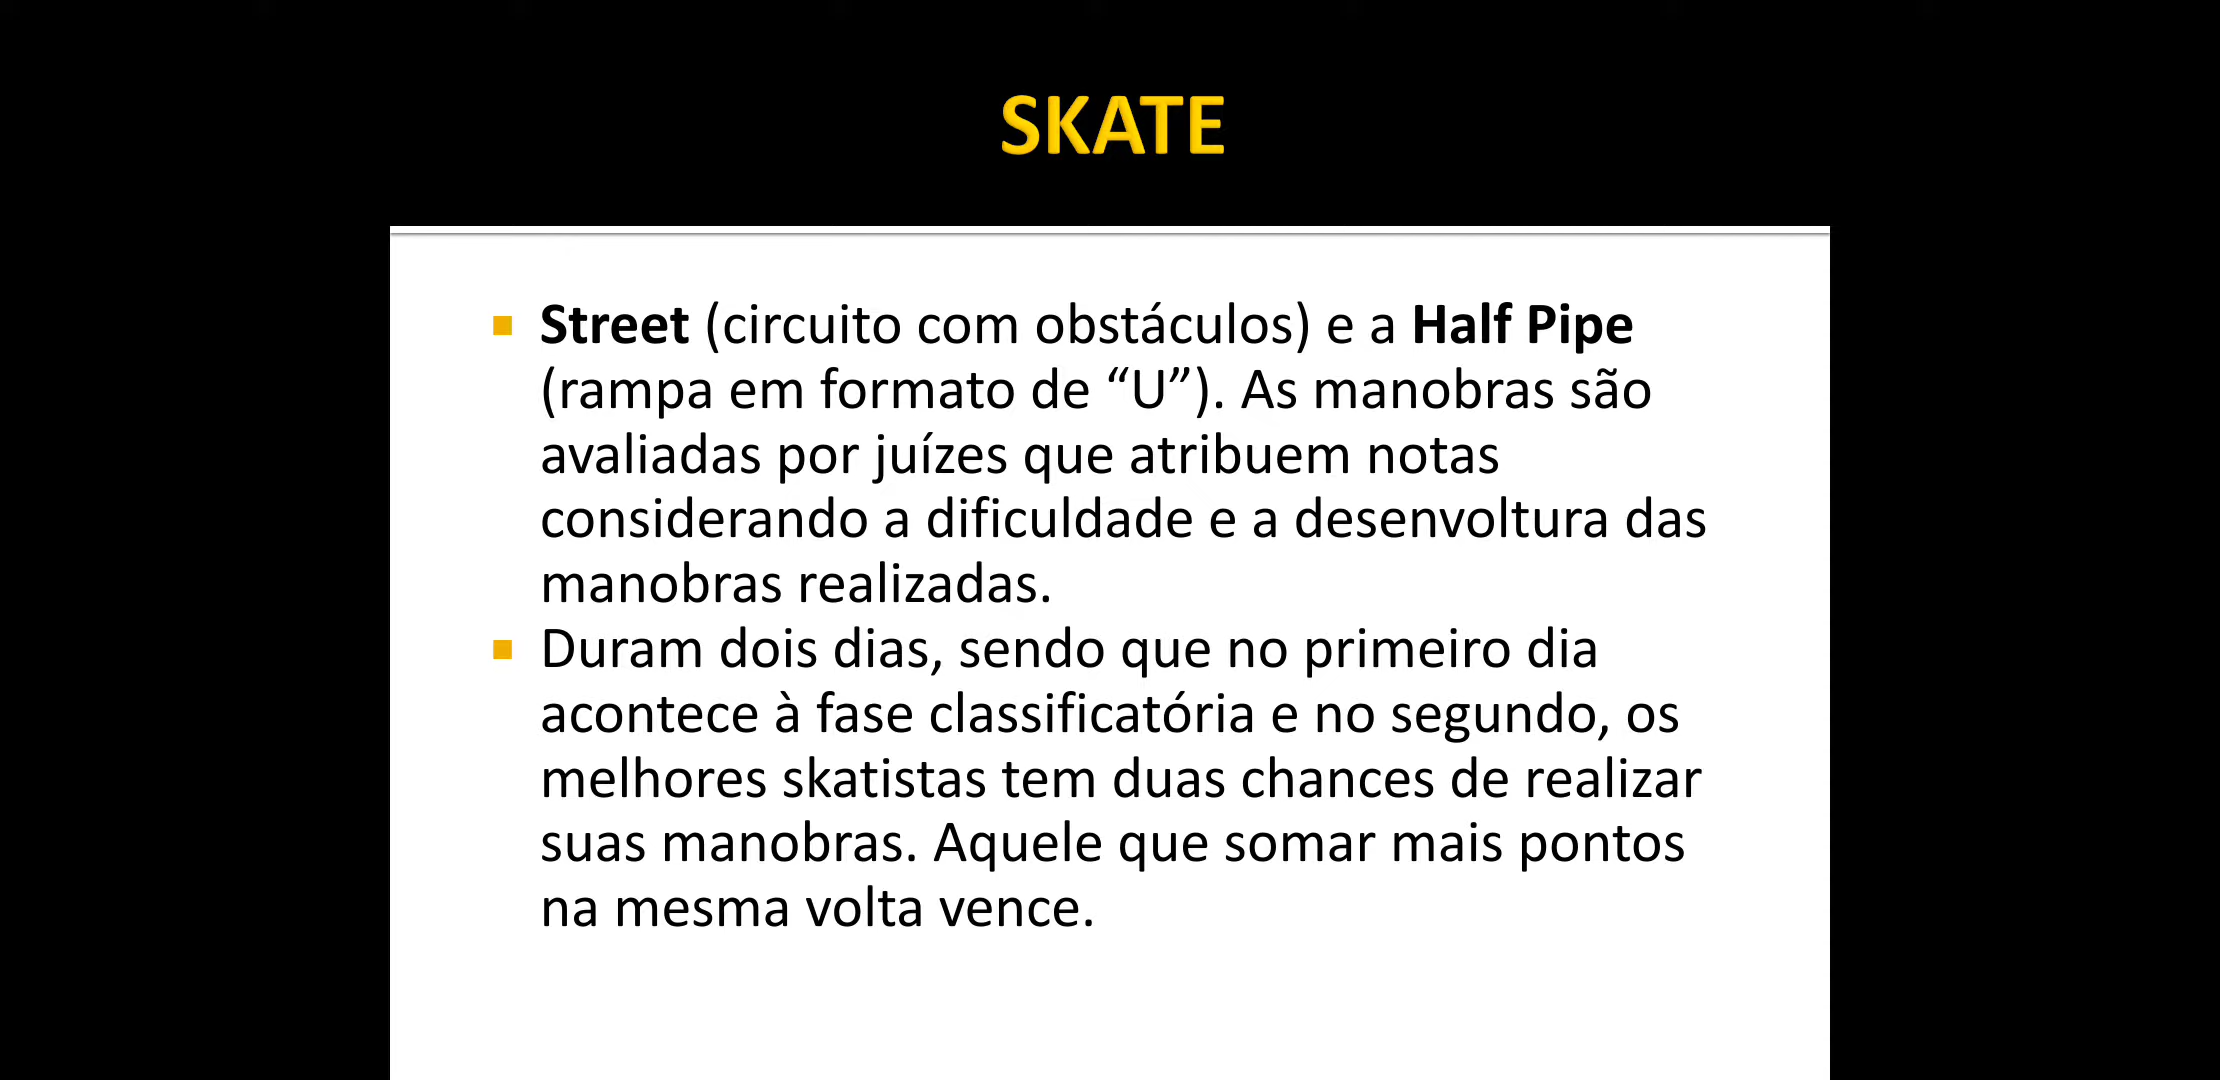 SKATE
Street (circuito com obstáculos) e a Half Pipe
(rampa em formato de “U”). As manobras são
avaliadas por juízes que atribuem notas
considerando a dificuldade e a desenvoltura das
manobras realizadas.
Duram dois dias, sendo que no primeiro dia
acontece à fase classificatória e no segundo, os
melhores skatistas tem duas chances de realizar
suas manobras. Aquele que somar mais pontos
na mesma volta vence.